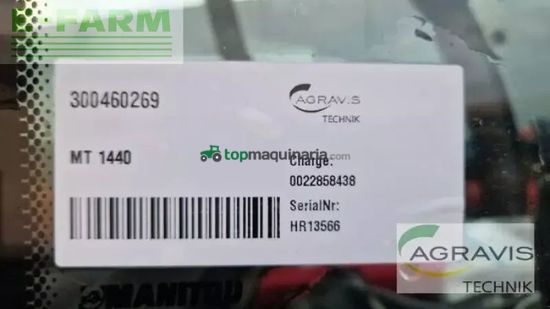 FARM
300460269
AGRAVIS
TECHNIK
MT 1440
topmaquinaria.com
Charge:
0022858438
SerialNr:
HR13566
MANITOU
AGRAVIS
TECHNIK